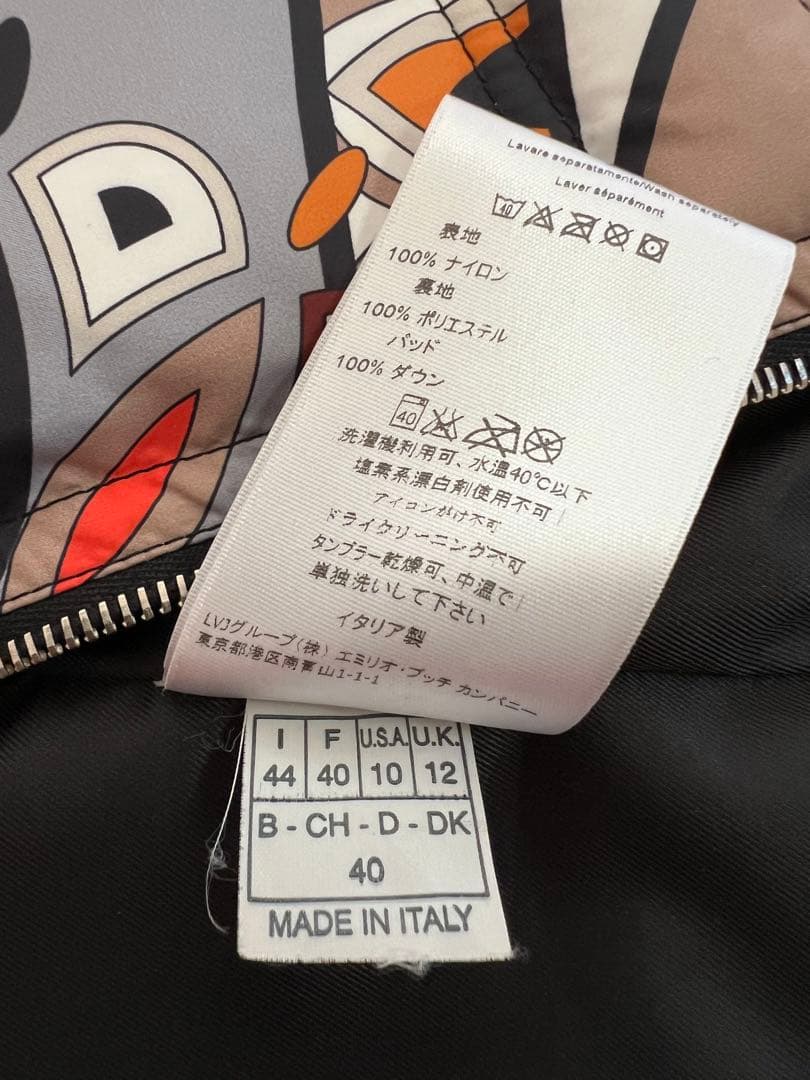 Lavare separatamente/Wash separately
Laver séparément
40
表地
100% ナイロン
裏地
100% ポリエステル
パッド
100% ダウン
40
洗濯機利用可、水温40℃以下
塩素系漂白剤使用不可
アイコンがけ不可
ドライクリーニング不可
タンブラー乾燥可、中温で
単独洗いして下さい
イタリア製
LVJグループ(株) エミリオ・プッチ カンパニー
東京都港区南青山1-1-1
I F U.S.A. U.K.
44 40 10 12
B - CH - D - DK
40
MADE IN ITALY